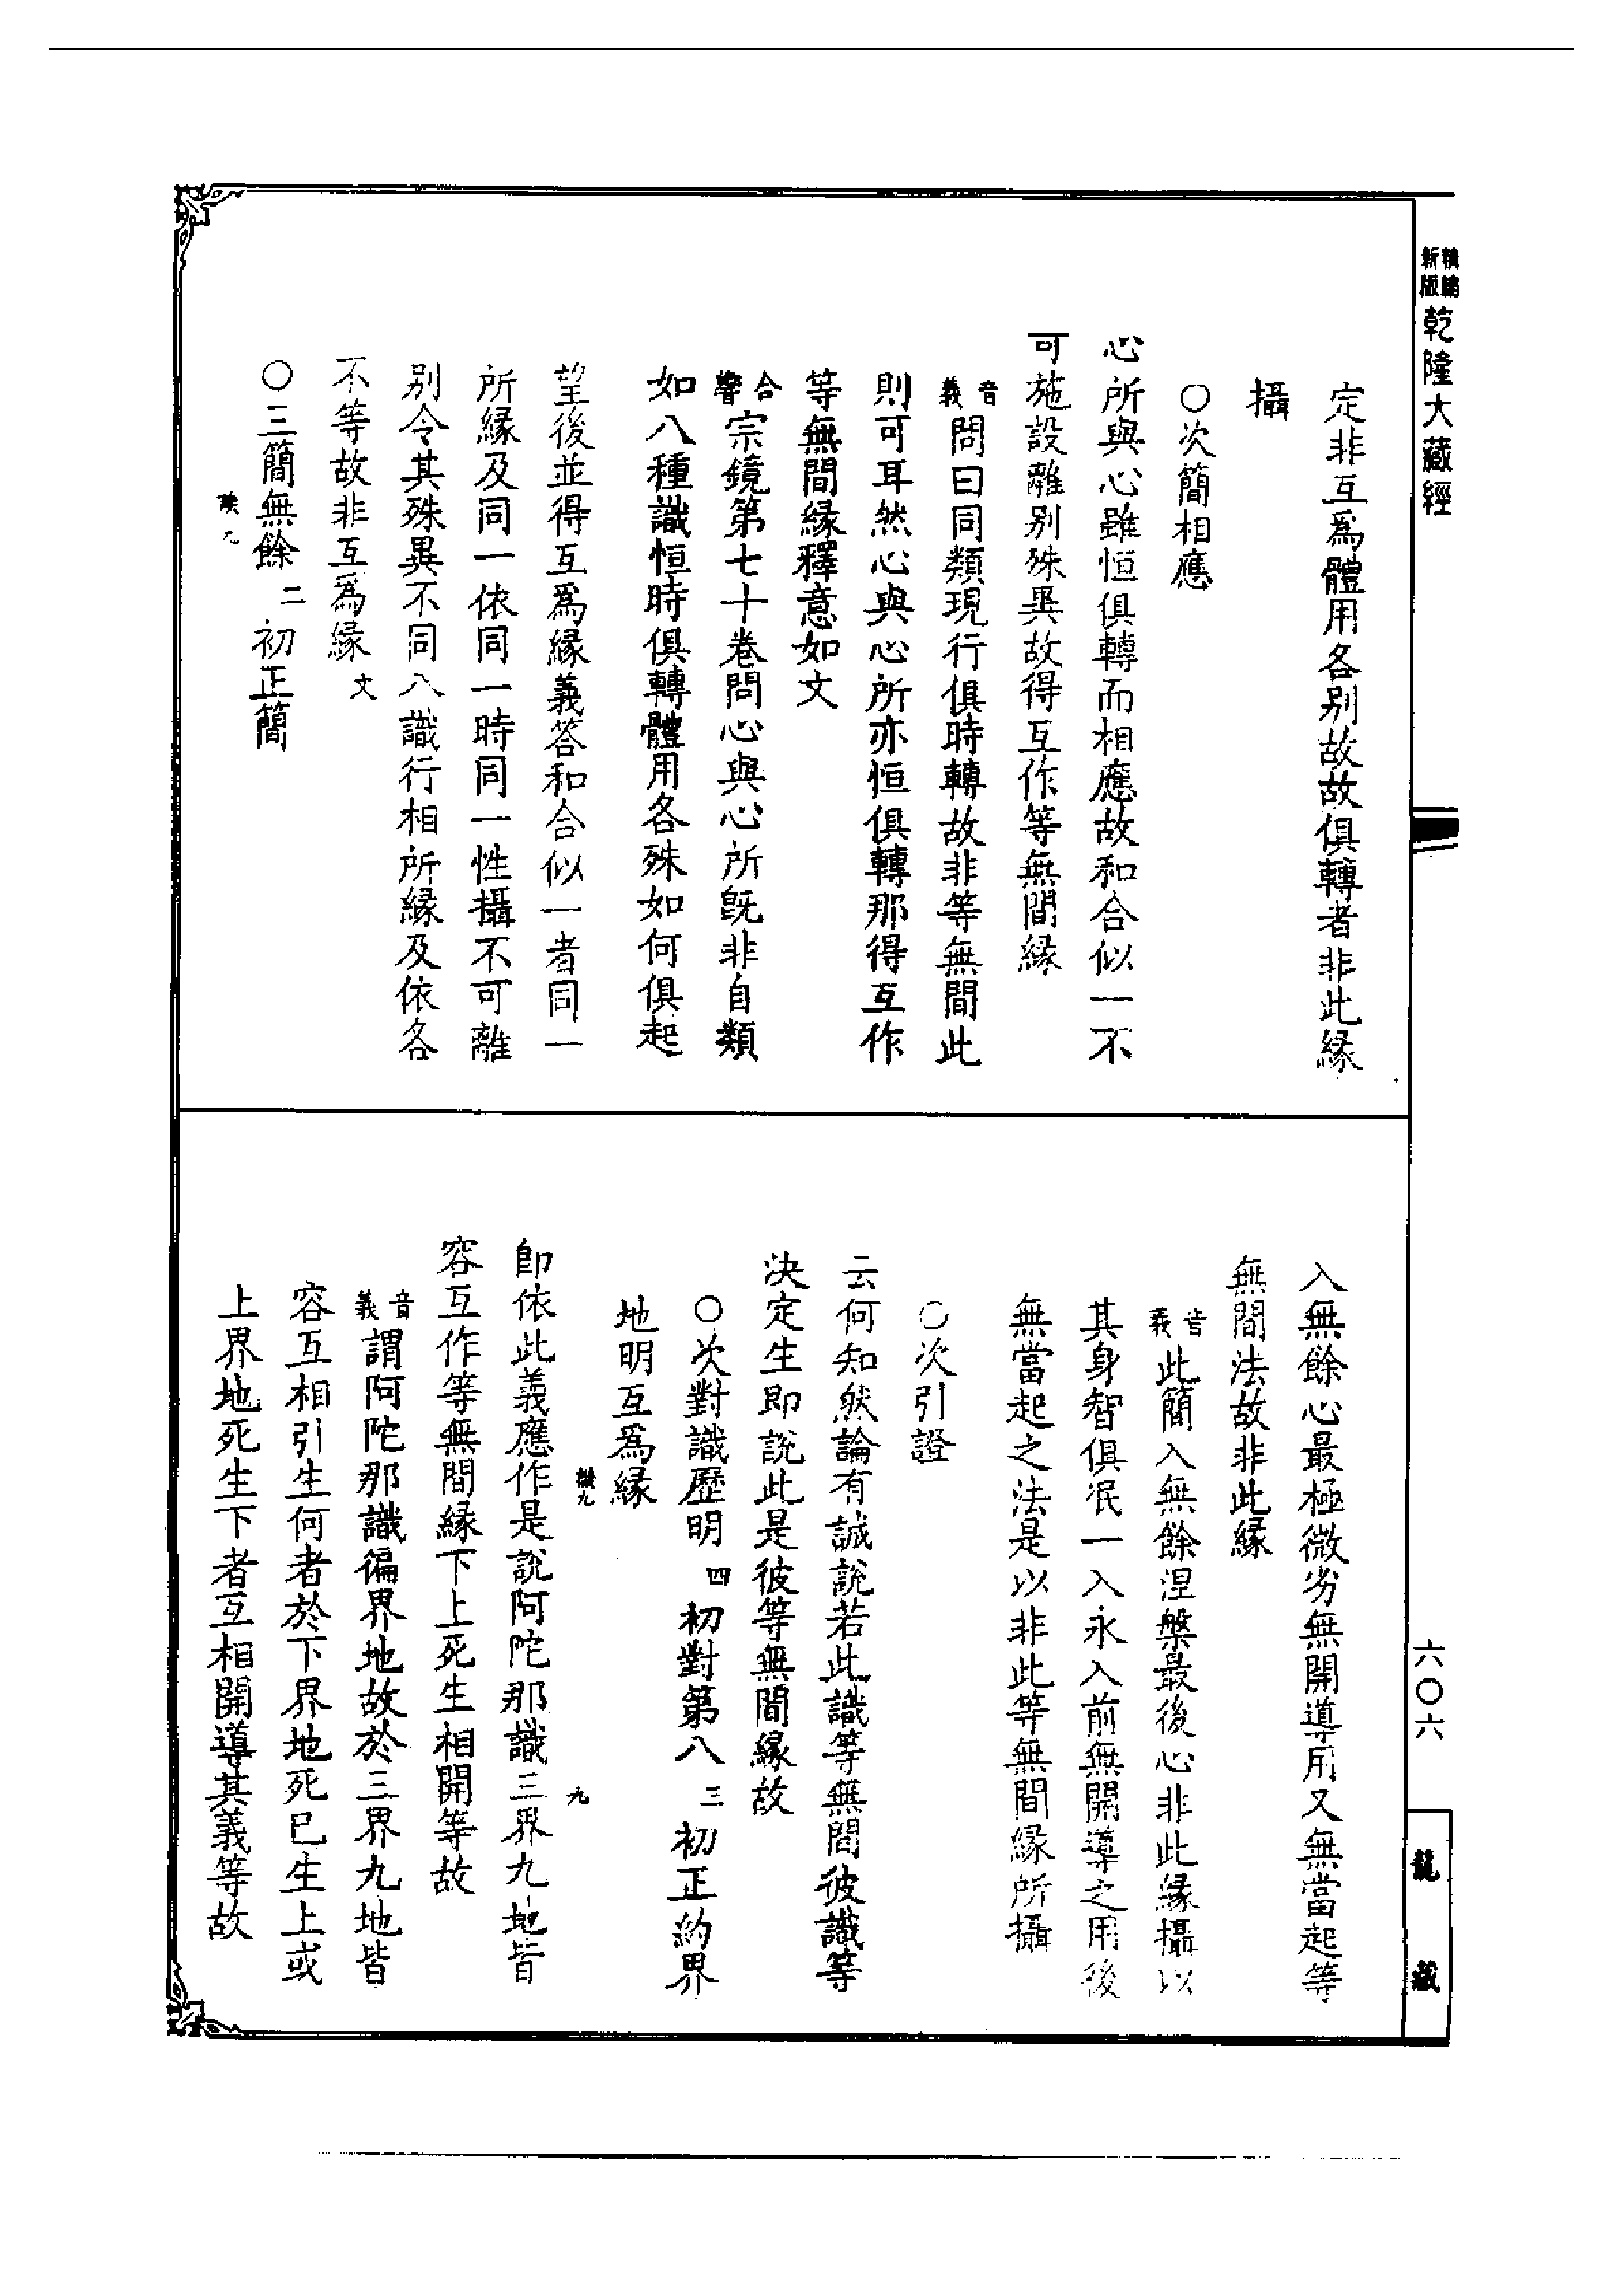 新版
乾隆大藏經
定非互爲體用各别故故俱轉者非此緣
攝
○次簡相應
心所與心雖恒俱轉而相應故和合似一不
可施設離别殊異故得互作等無間緣
音義問曰同類現行俱時轉故非等無間此
則可耳然心與心所亦恒俱轉那得互作
等無間緣釋意如文
合響宗鏡第七十卷問心與心所既非自類
如八種識恒時俱轉體用各殊如何俱起
望後並得互爲緣義答和合似一者同一
所緣及同一依同一時同一性攝不可離
别令其殊異不同八識行相所緣及依各
不等故非互爲緣文
○三簡無餘二初正簡
九
入無餘心最極微劣無開導用又無當起等
無間法故非此緣
音義此簡入無餘涅槃最後心非此緣攝以
其身智俱泯一入永入前無開導之用後
無當起之法是以非此等無間緣所攝
○次引證
云何知然論有誠說若此識等無間彼識等
决定生即說此是彼等無間緣故
○次對識歷明四初對第八三初正約界
地明互爲緣
九
九
即依此義應作是說阿陀那識三界九地皆
容互作等無間緣下上死生相開等故
音義謂阿陀那識徧界地故於三界九地皆
容互相引生何者於下界地死已生上或
上界地死生下者互相開導其義等故
六〇六
龍藏